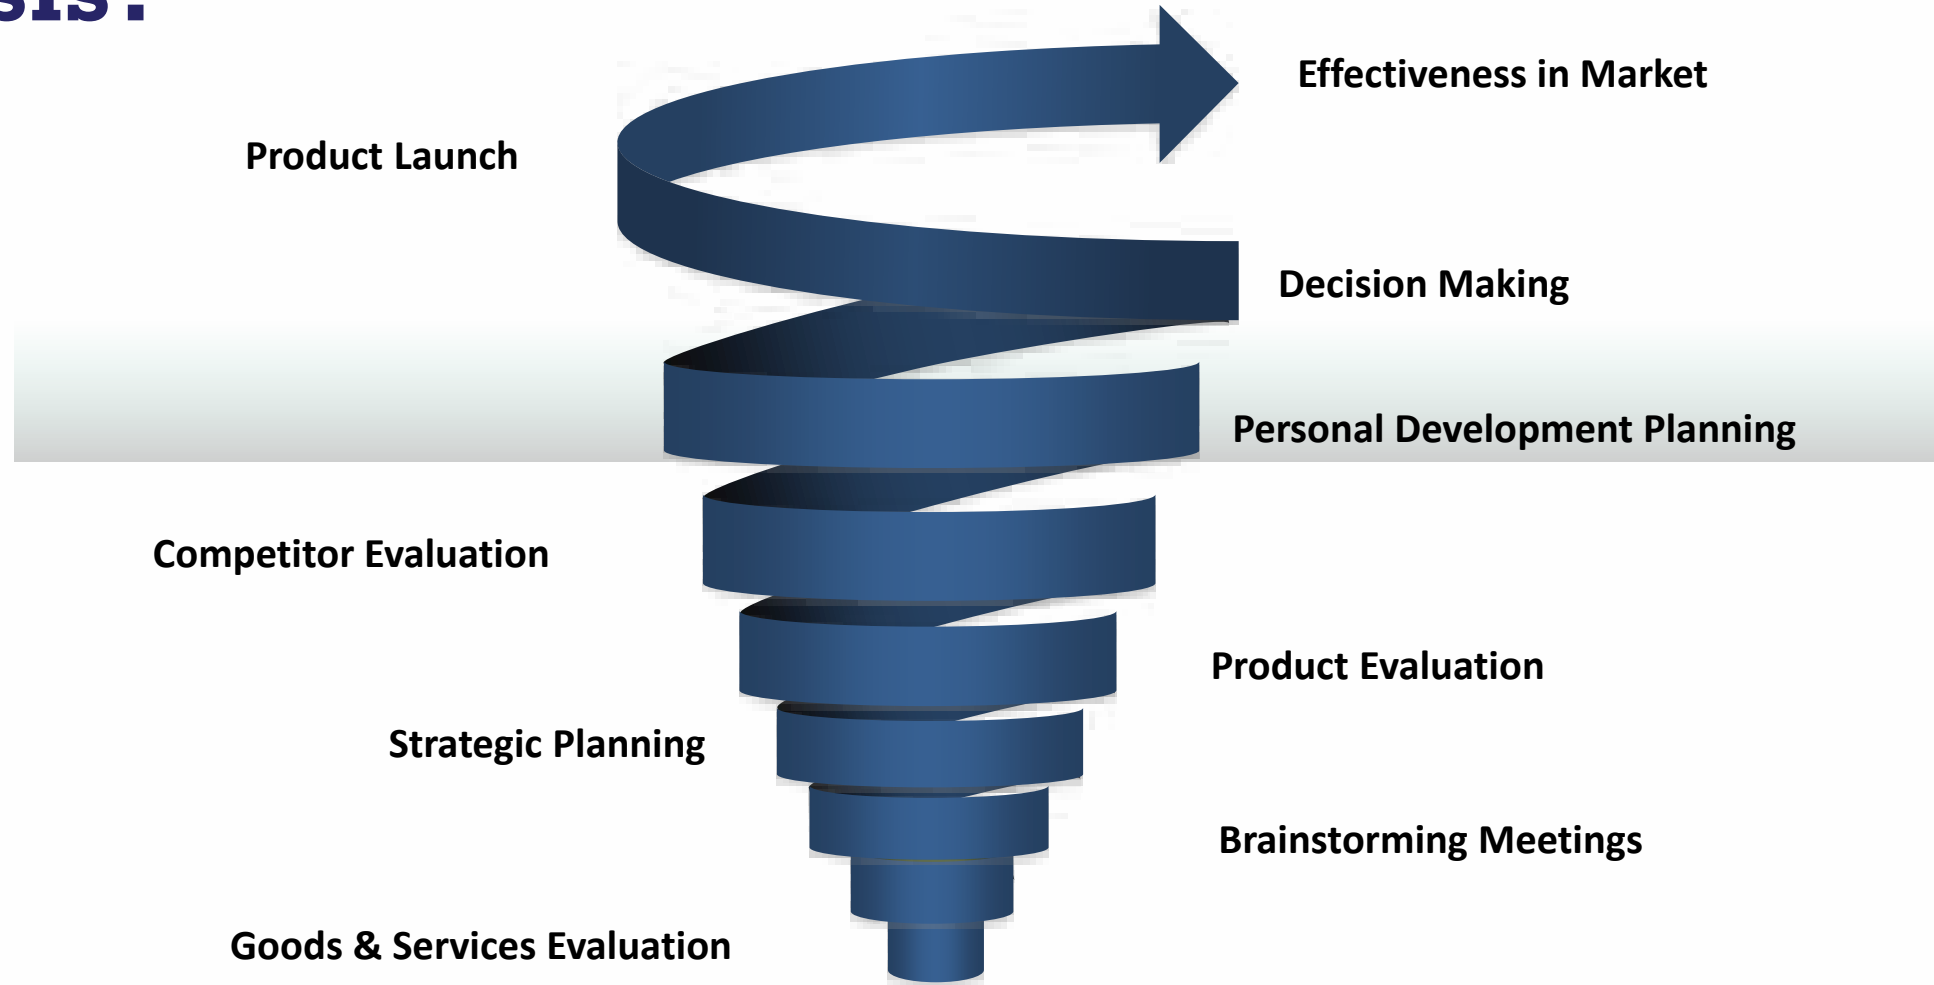 sis?
Effectiveness in Market
Product Launch
Decision Making
Personal Development Planning
Competitor Evaluation
Product Evaluation
Strategic Planning
Brainstorming Meetings
Goods & Services Evaluation